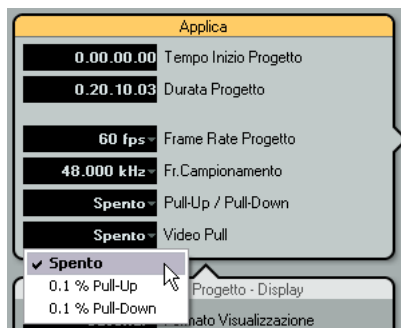 Applica
0.00.00.00 Tempo Inizio Progetto
0.20.10.03 Durata Progetto
60 fps Frame Rate Progetto
48.000 kHz Fr.Campionamento
Spento Pull-Up / Pull-Down
Spento Video Pull
✓ Spento
0.1 % Pull-Up
0.1 % Pull-Down
Progetto - Display
Visualizzazione